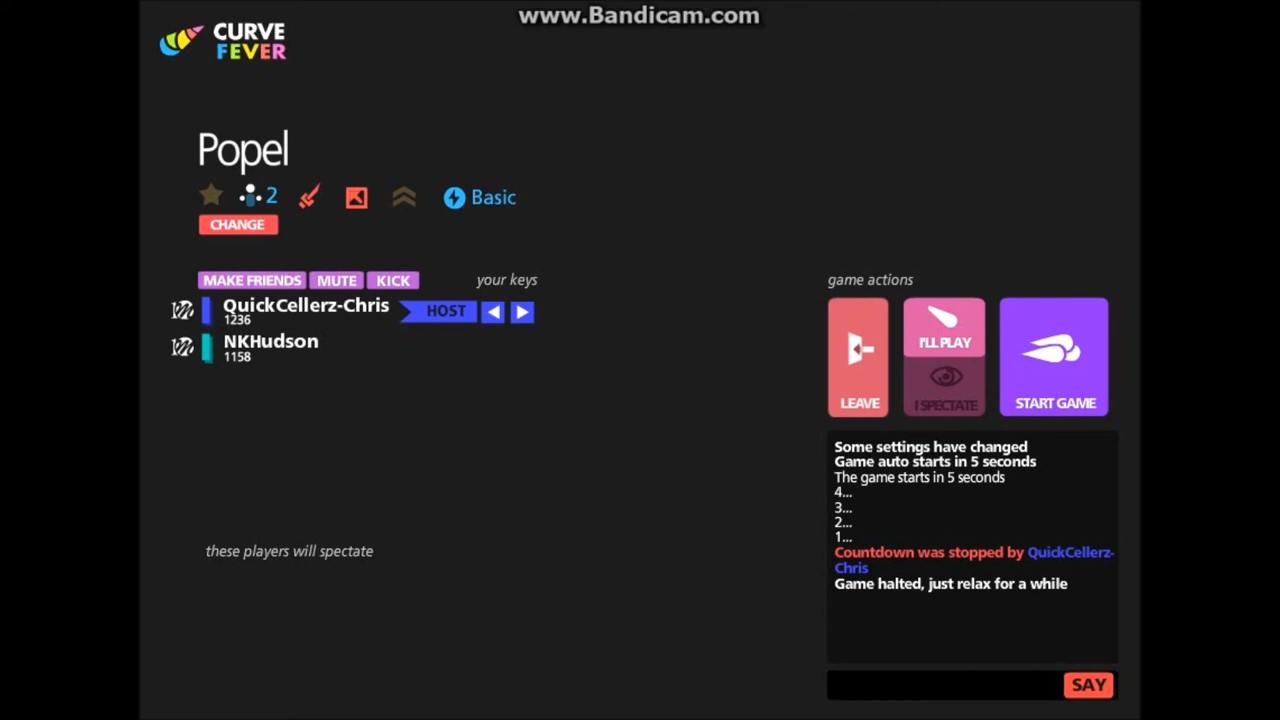 www.Bandicam.com
CURVE
FEVER
Popel
2
Basic
CHANGE
MAKE FRIENDS MUTE KICK your keys
QuickCellerz-Chris HOST
1236
NKHudson
1158
these players will spectate
game actions
LEAVE
I'LL PLAY
I SPECTATE
START GAME
Some settings have changed
Game auto starts in 5 seconds
The game starts in 5 seconds
4...
3...
2...
1...
Countdown was stopped by QuickCellerz-
Chris
Game halted, just relax for a while
SAY